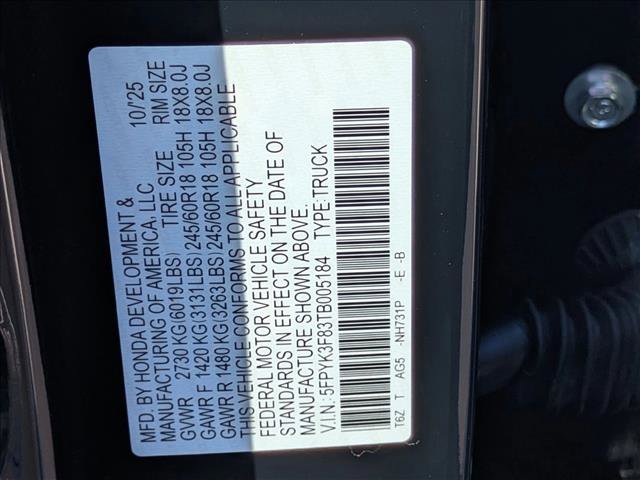 MFD. BY HONDA DEVELOPMENT & 10/'25
MANUFACTURING OF AMERICA, LLC
GVWR 2730 KG(6019LBS) TIRE SIZE RIM SIZE
GAWR F 1420 KG(3131LBS) 245/60R18 105H 18X8.0J
GAWR R 1480 KG(3263LBS) 245/60R18 105H 18X8.0J
THIS VEHICLE CONFORMS TO ALL APPLICABLE
FEDERAL MOTOR VEHICLE SAFETY
STANDARDS IN EFFECT ON THE DATE OF
MANUFACTURE SHOWN ABOVE.
V.I.N.: 5FPYK3F83TB005184 TYPE: TRUCK
T6Z T AG5 -NH731P -E -B